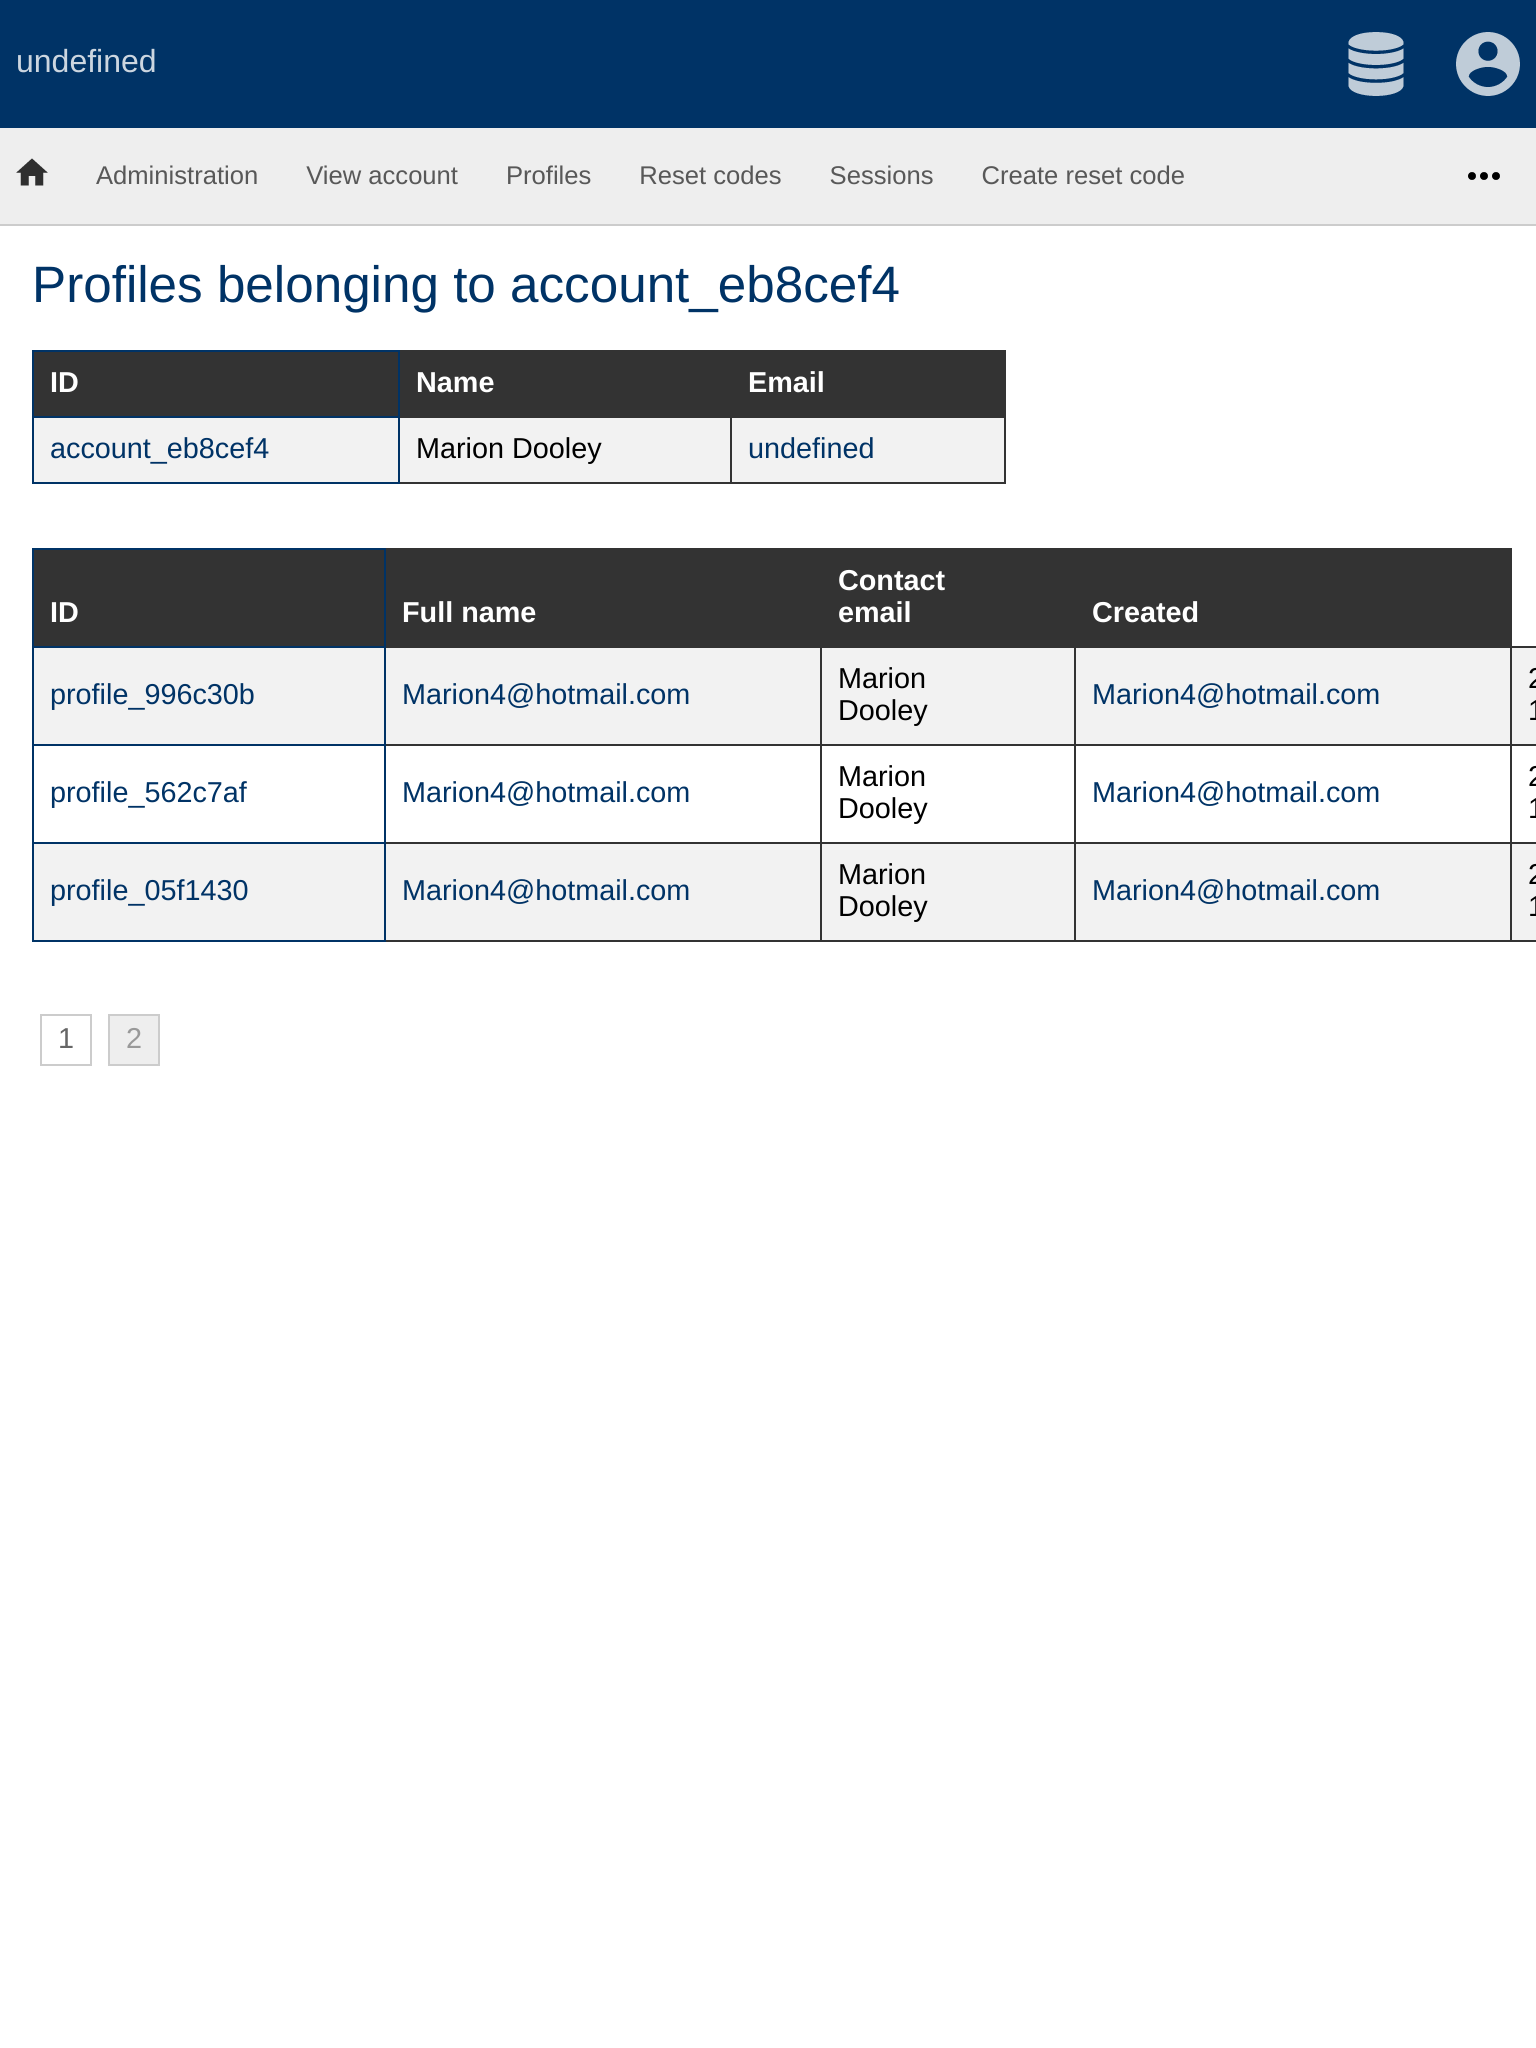 undefined
Administration View account Profiles Reset codes Sessions Create reset code
Profiles belonging to account_eb8cef4
ID Name Email
account_eb8cef4 Marion Dooley undefined
ID Full name Contact email Created
profile_996c30b Marion4@hotmail.com Marion Dooley Marion4@hotmail.com
profile_562c7af Marion4@hotmail.com Marion Dooley Marion4@hotmail.com
profile_05f1430 Marion4@hotmail.com Marion Dooley Marion4@hotmail.com
1 2